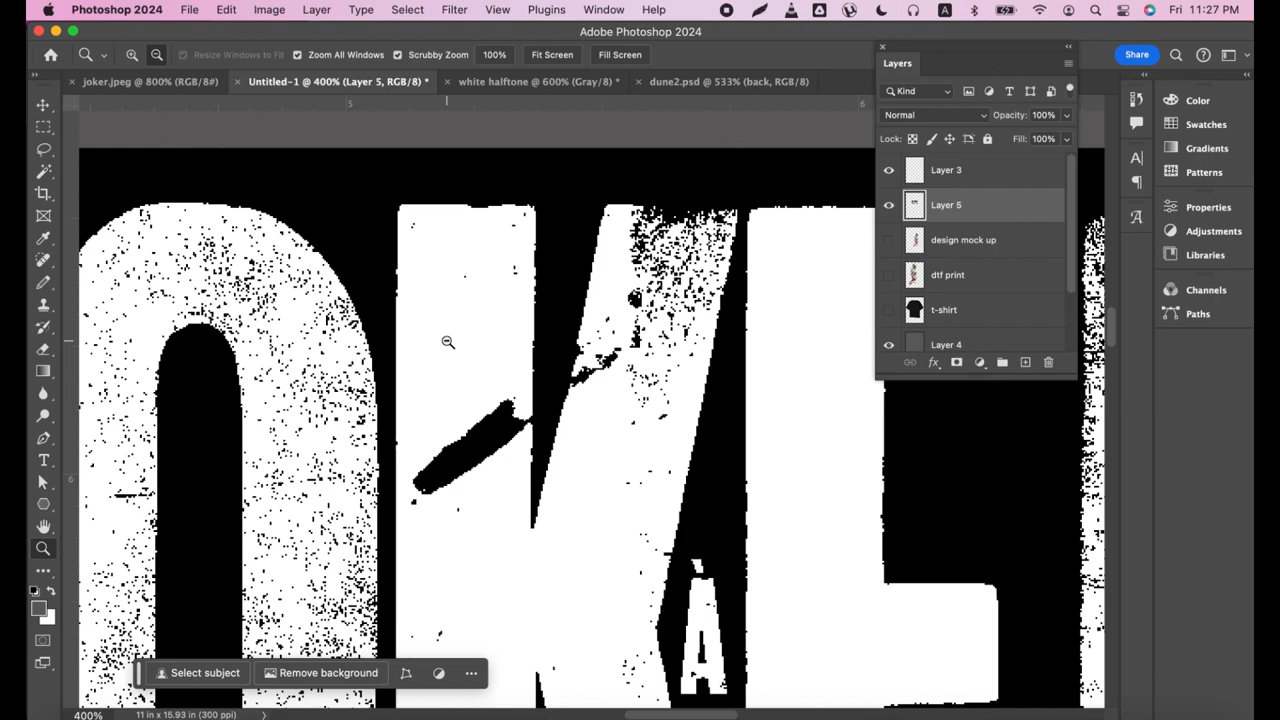 Photoshop 2024 File Edit Image Layer Type Select Filter View Plugins Window Help A Fri 11:27 PM
Adobe Photoshop 2024
Resize Windows to Fit Zoom All Windows Scrubby Zoom 100% Fit Screen Fill Screen Share
joker.jpeg @ 800% (RGB/8#) Untitled-1 @ 400% (Layer 5, RGB/8) * white halftone @ 600% (Gray/8) * dune2.psd @ 533% (back, RGB/8)
5 6
Layers
Kind
Normal Opacity: 100%
Lock: Fill: 100%
Layer 3
Layer 5
design mock up
dtf print
t-shirt
Layer 4
Color
Swatches
Gradients
Patterns
Properties
Adjustments
Libraries
Channels
Paths
6
OKE
A
Select subject Remove background
400% 11 in x 15.93 in (300 ppi)